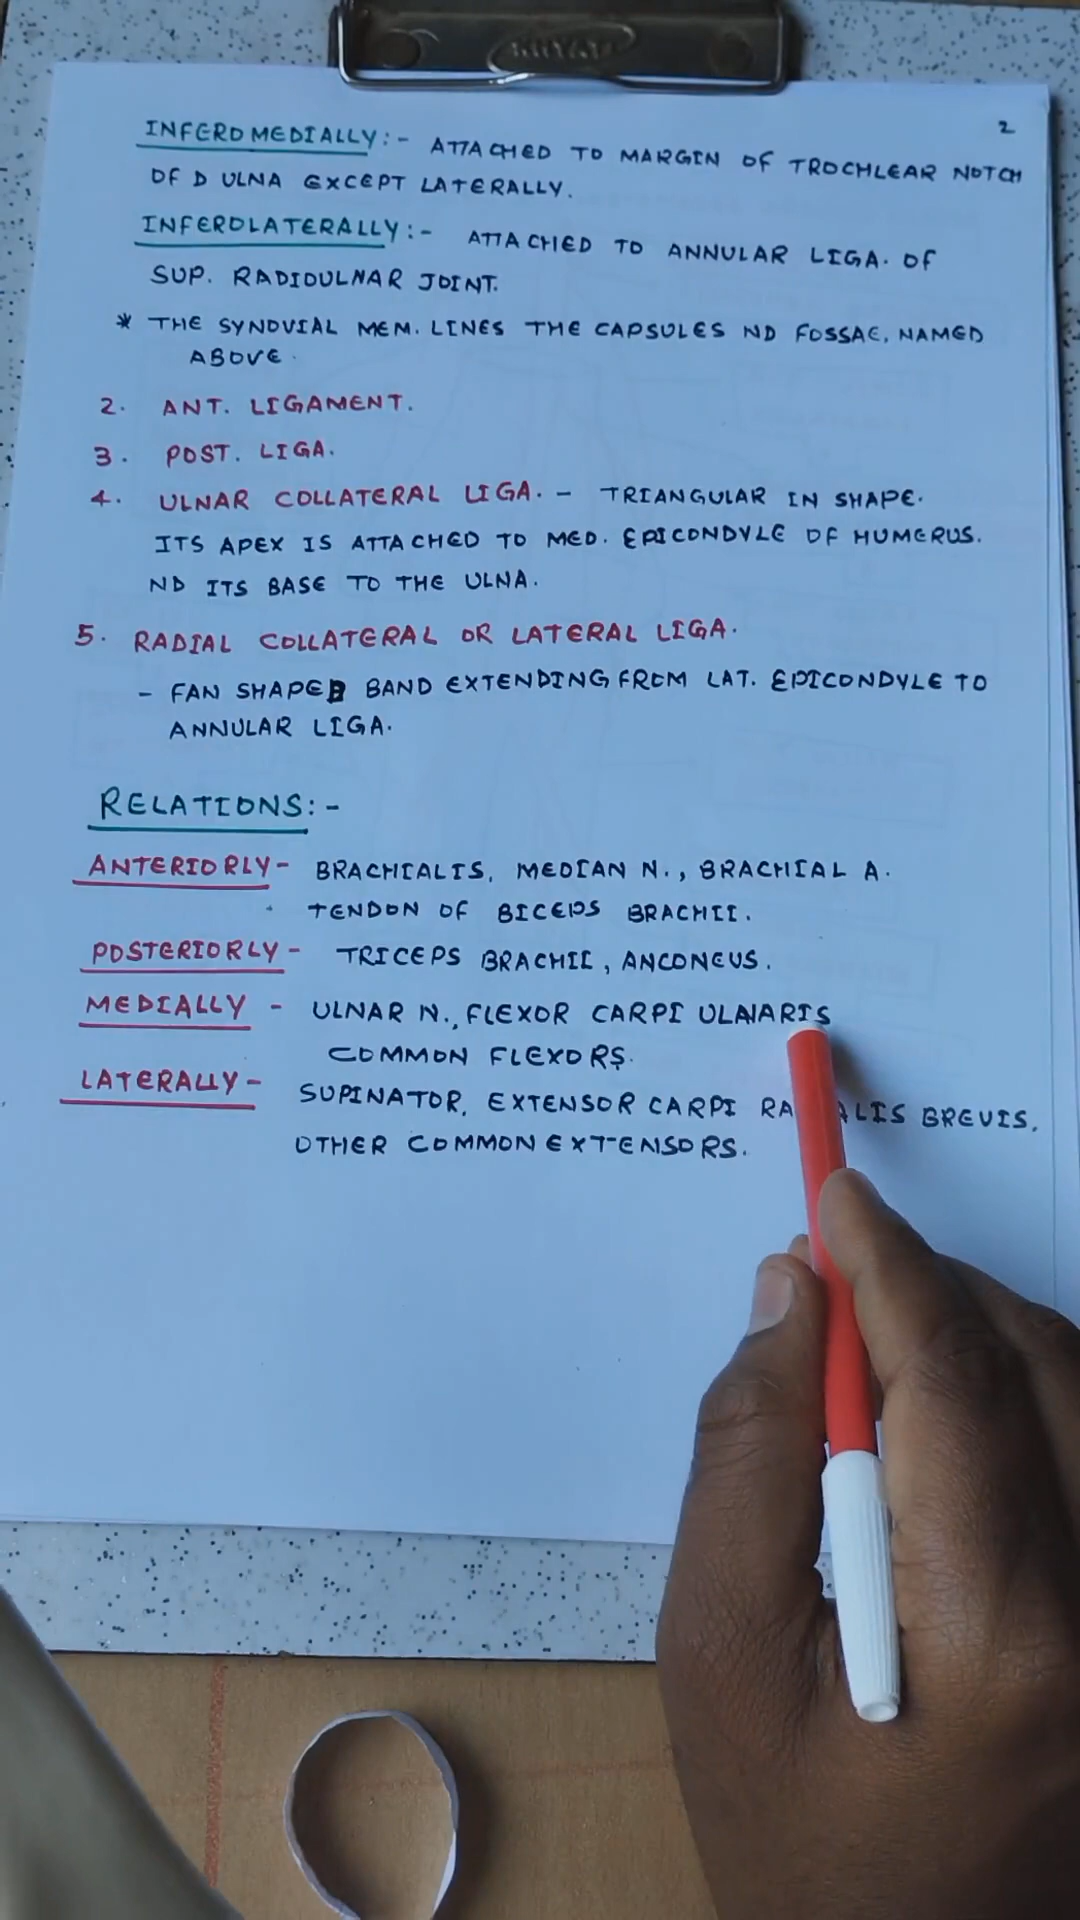 2
INFEROMEDIALLY:- ATTACHED TO MARGIN OF TROCHLEAR NOTCH
OF D ULNA EXCEPT LATERALLY.
INFEROLATERALLY:- ATTACHED TO ANNULAR LIGA. OF
SUP. RADIOULNAR JOINT.
* THE SYNOVIAL MEM. LINES THE CAPSULES ND FOSSAE, NAMED
ABOVE.
2. ANT. LIGAMENT.
3. POST. LIGA.
4. ULNAR COLLATERAL LIGA. - TRIANGULAR IN SHAPE.
ITS APEX IS ATTACHED TO MED. EPICONDYLE OF HUMERUS.
ND ITS BASE TO THE ULNA.
5. RADIAL COLLATERAL OR LATERAL LIGA.
- FAN SHAPED BAND EXTENDING FROM LAT. EPICONDYLE TO
ANNULAR LIGA.
RELATIONS:-
ANTERIORLY- BRACHIALIS, MEDIAN N., BRACHIAL A.
TENDON OF BICEPS BRACHII.
POSTERIORLY- TRICEPS BRACHII, ANCONEUS.
MEDIALLY - ULNAR N., FLEXOR CARPI ULNARIS
COMMON FLEXORS.
LATERALLY- SUPINATOR, EXTENSOR CARPI RA ALIS BREVIS.
OTHER COMMON EXTENSORS.